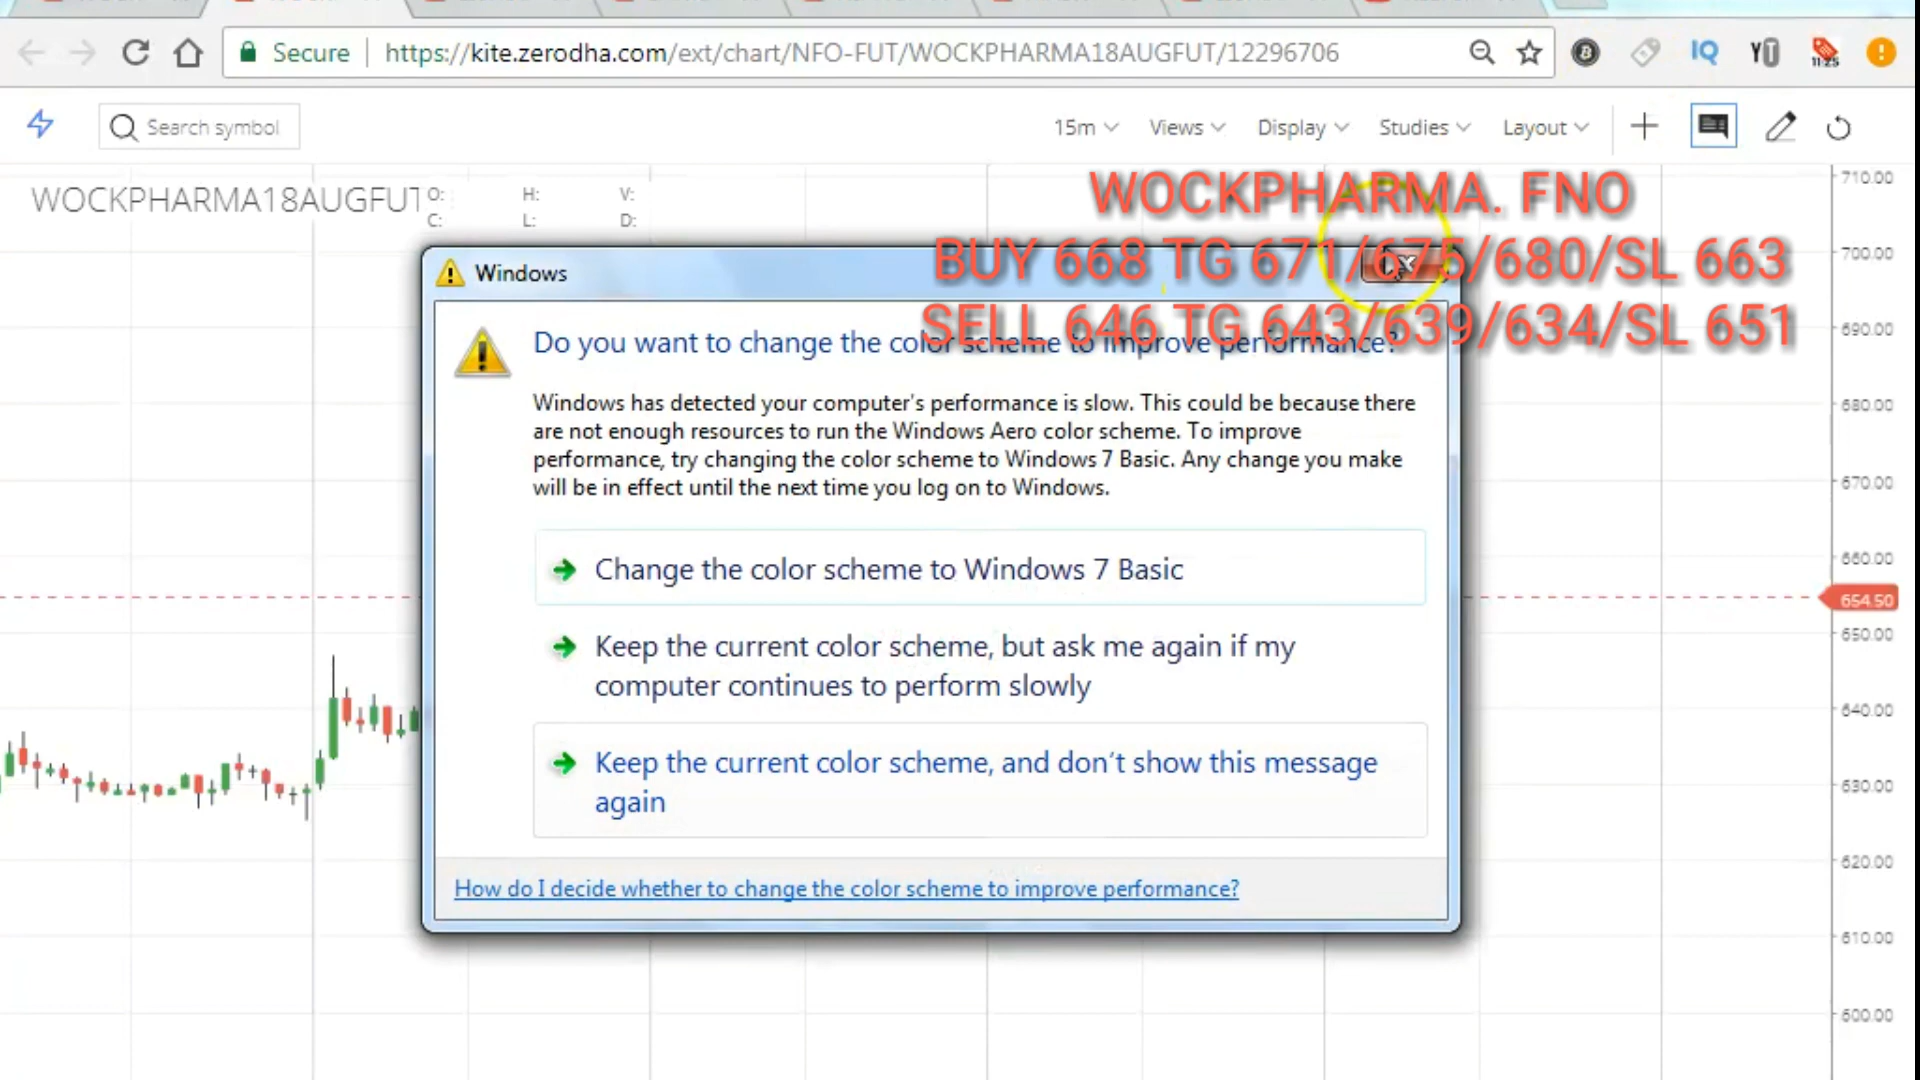 Secure https://kite.zerodha.com/ext/chart/NFO-FUT/WOCKPHARMA18AUGFUT/12296706
IQ
11:25
Search symbol
15m Views Display Studies Layout
WOCKPHARMA18AUGFUT
O: H: V:
C: L: D:
WOCKPHARMA. FNO
BUY 668 TG 671/675/680/SL 663
SELL 646 TG 643/639/634/SL 651
Windows
Do you want to change the color scheme to improve performance?
Windows has detected your computer's performance is slow. This could be because there
are not enough resources to run the Windows Aero color scheme. To improve
performance, try changing the color scheme to Windows 7 Basic. Any change you make
will be in effect until the next time you log on to Windows.
Change the color scheme to Windows 7 Basic
Keep the current color scheme, but ask me again if my
computer continues to perform slowly
Keep the current color scheme, and don't show this message
again
How do I decide whether to change the color scheme to improve performance?
710.00
700.00
690.00
680.00
670.00
660.00
654.50
650.00
640.00
630.00
620.00
610.00
600.00